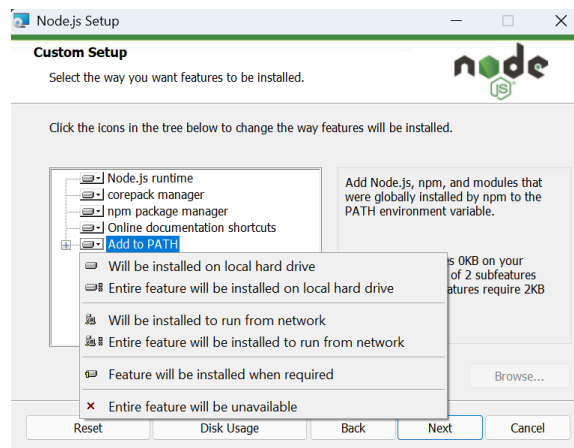 Node.js Setup
Custom Setup
Select the way you want features to be installed.
node
JS
Click the icons in the tree below to change the way features will be installed.
Node.js runtime
corepack manager
npm package manager
Online documentation shortcuts
Add to PATH
Add Node.js, npm, and modules that
were globally installed by npm to the
PATH environment variable.
0KB on your
of 2 subfeatures
require 2KB
Will be installed on local hard drive
Entire feature will be installed on local hard drive
Will be installed to run from network
Entire feature will be installed to run from network
Feature will be installed when required
Entire feature will be unavailable
Browse...
Reset
Disk Usage
Back
Next
Cancel